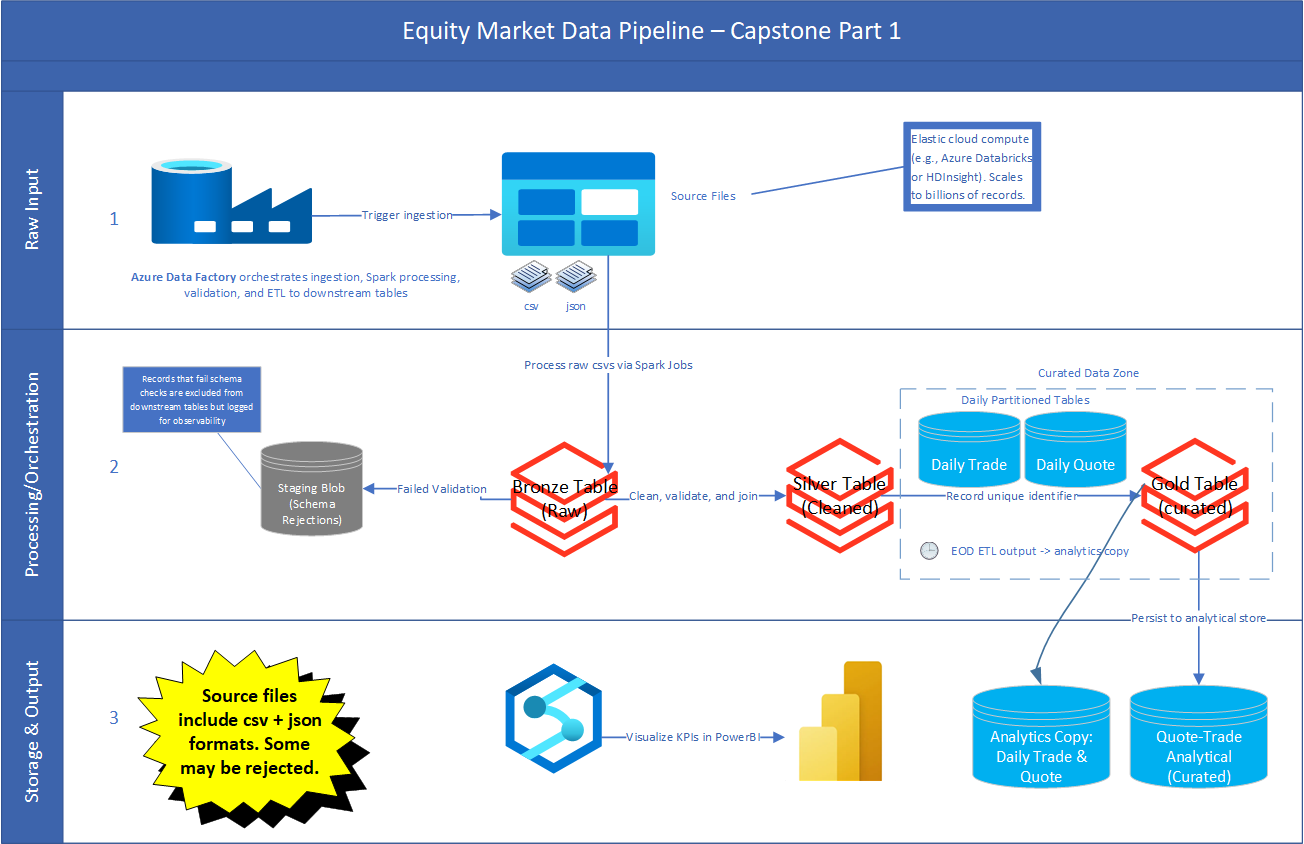 Equity Market Data Pipeline – Capstone Part 1
Raw Input
1
Trigger ingestion
Source Files
Elastic cloud compute
(e.g., Azure Databricks
or HDInsight). Scales
to billions of records.
Azure Data Factory orchestrates ingestion, Spark processing,
validation, and ETL to downstream tables
csv
json
Processing/Orchestration
2
Process raw csvs via Spark Jobs
Records that fail schema
checks are excluded from
downstream tables but logged
for observability
Staging Blob
(Schema
Rejections)
Failed Validation
Bronze Table
(Raw)
Clean, validate, and join
Silver Table
(Cleaned)
Curated Data Zone
Daily Partitioned Tables
Daily Trade
Daily Quote
Record unique identifier
Gold Table
(curated)
EOD ETL output -> analytics copy
Persist to analytical store
Storage & Output
3
Source files
include csv + json
formats. Some
may be rejected.
Visualize KPIs in PowerBI
Analytics Copy:
Daily Trade &
Quote
Quote-Trade
Analytical
(Curated)